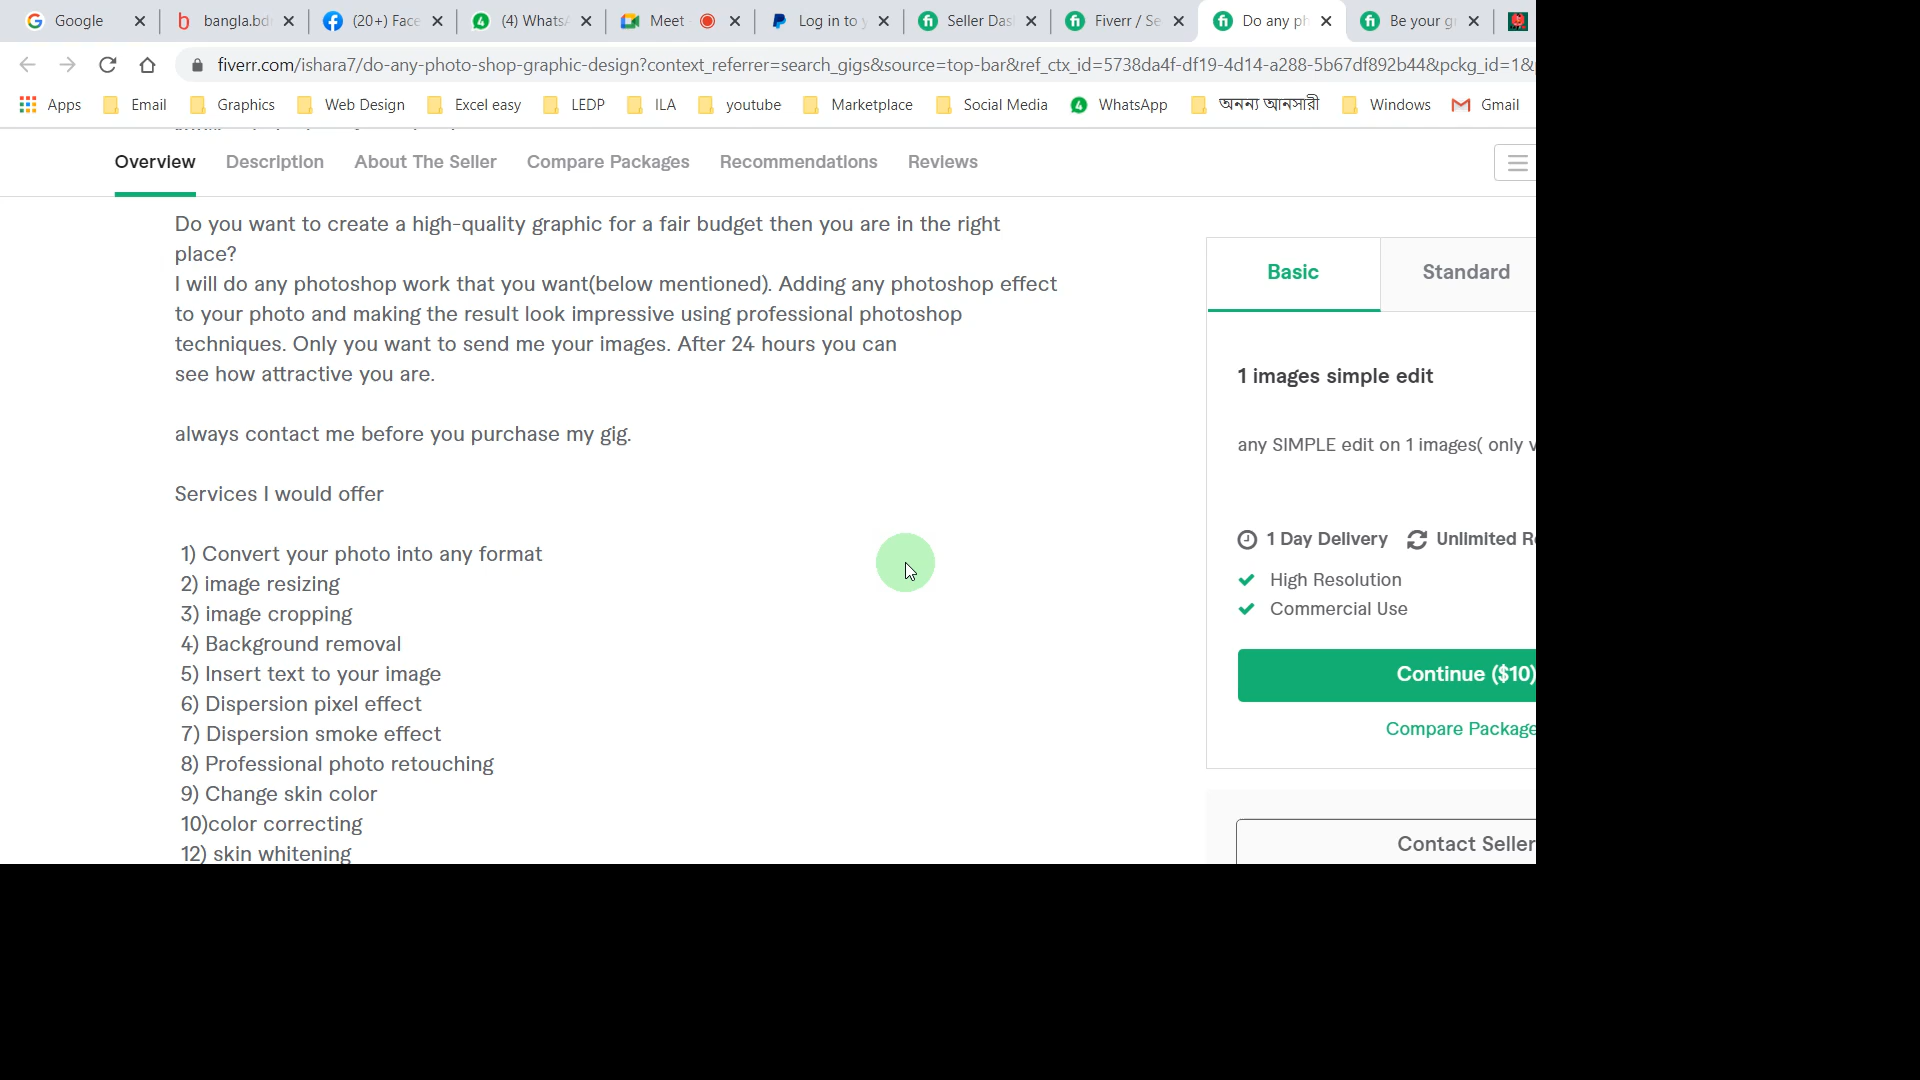 Google
bangla.bd
(20+) Face
(4) WhatsA
Meet
Log in to y
Seller Das
Fiverr / Se
Do any ph
Be your g
fiverr.com/ishara7/do-any-photo-shop-graphic-design?context_referrer=search_gigs&source=top-bar&ref_ctx_id=5738da4f-df19-4d14-a288-5b67df892b44&pckg_id=1&
Apps
Email
Graphics
Web Design
Excel easy
LEDP
ILA
youtube
Marketplace
Social Media
WhatsApp
অনন্য আনসারী
Windows
Gmail
Overview
Description
About The Seller
Compare Packages
Recommendations
Reviews
Do you want to create a high-quality graphic for a fair budget then you are in the right
place?
I will do any photoshop work that you want(below mentioned). Adding any photoshop effect
to your photo and making the result look impressive using professional photoshop
techniques. Only you want to send me your images. After 24 hours you can
see how attractive you are.
always contact me before you purchase my gig.
Services I would offer
1) Convert your photo into any format
2) image resizing
3) image cropping
4) Background removal
5) Insert text to your image
6) Dispersion pixel effect
7) Dispersion smoke effect
8) Professional photo retouching
9) Change skin color
10)color correcting
12) skin whitening
Basic
Standard
1 images simple edit
any SIMPLE edit on 1 images( only v
1 Day Delivery
Unlimited Re
High Resolution
Commercial Use
Continue ($10)
Compare Package
Contact Seller